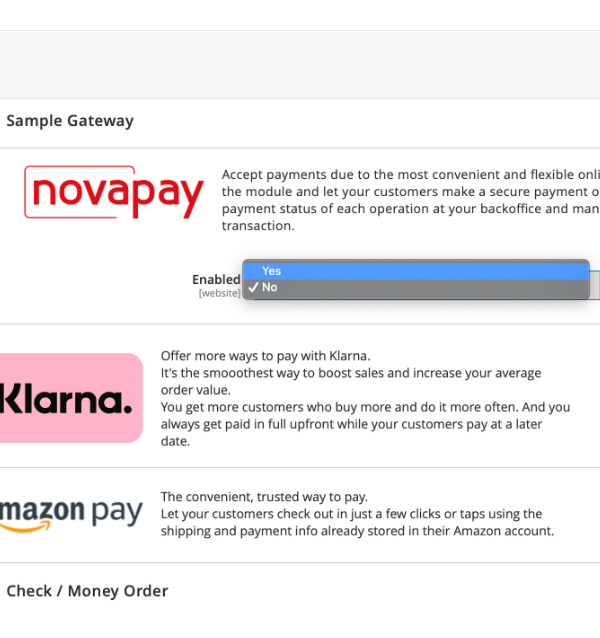 Sample Gateway
novapay
Accept payments due to the most convenient and flexible onli
the module and let your customers make a secure payment o
payment status of each operation at your backoffice and man
transaction.
Enabled
[website]
Yes
✓ No
Klarna.
Offer more ways to pay with Klarna.
It's the smooothest way to boost sales and increase your average
order value.
You get more customers who buy more and do it more often. And you
always get paid in full upfront while your customers pay at a later
date.
mazon pay
The convenient, trusted way to pay.
Let your customers check out in just a few clicks or taps using the
shipping and payment info already stored in their Amazon account.
Check / Money Order